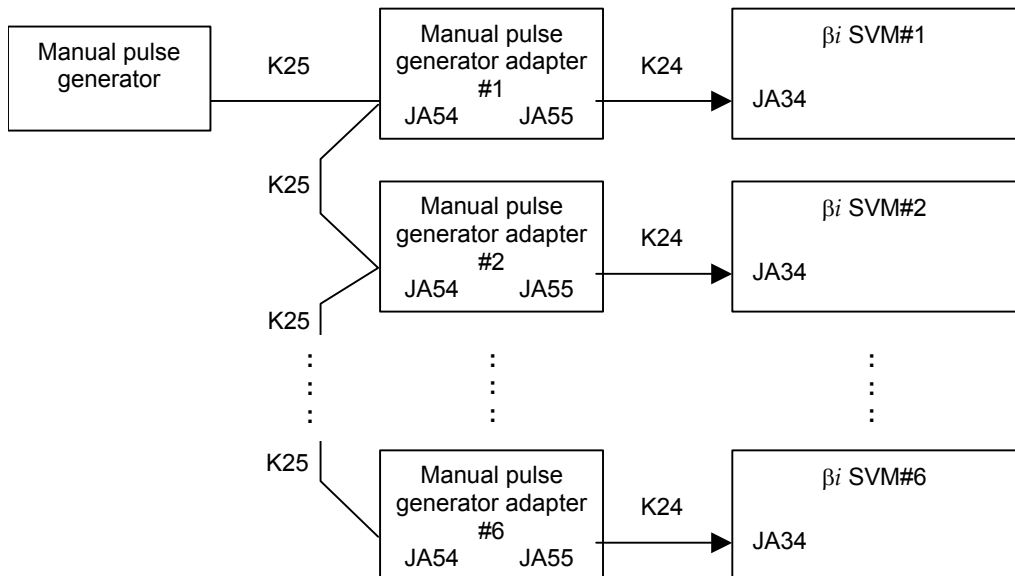 Manual pulse
generator
K25
Manual pulse
generator adapter
#1
JA54 JA55
K24
βi SVM#1
JA34
K25
Manual pulse
generator adapter
#2
JA54 JA55
K24
βi SVM#2
JA34
K25
K25
Manual pulse
generator adapter
#6
JA54 JA55
K24
βi SVM#6
JA34